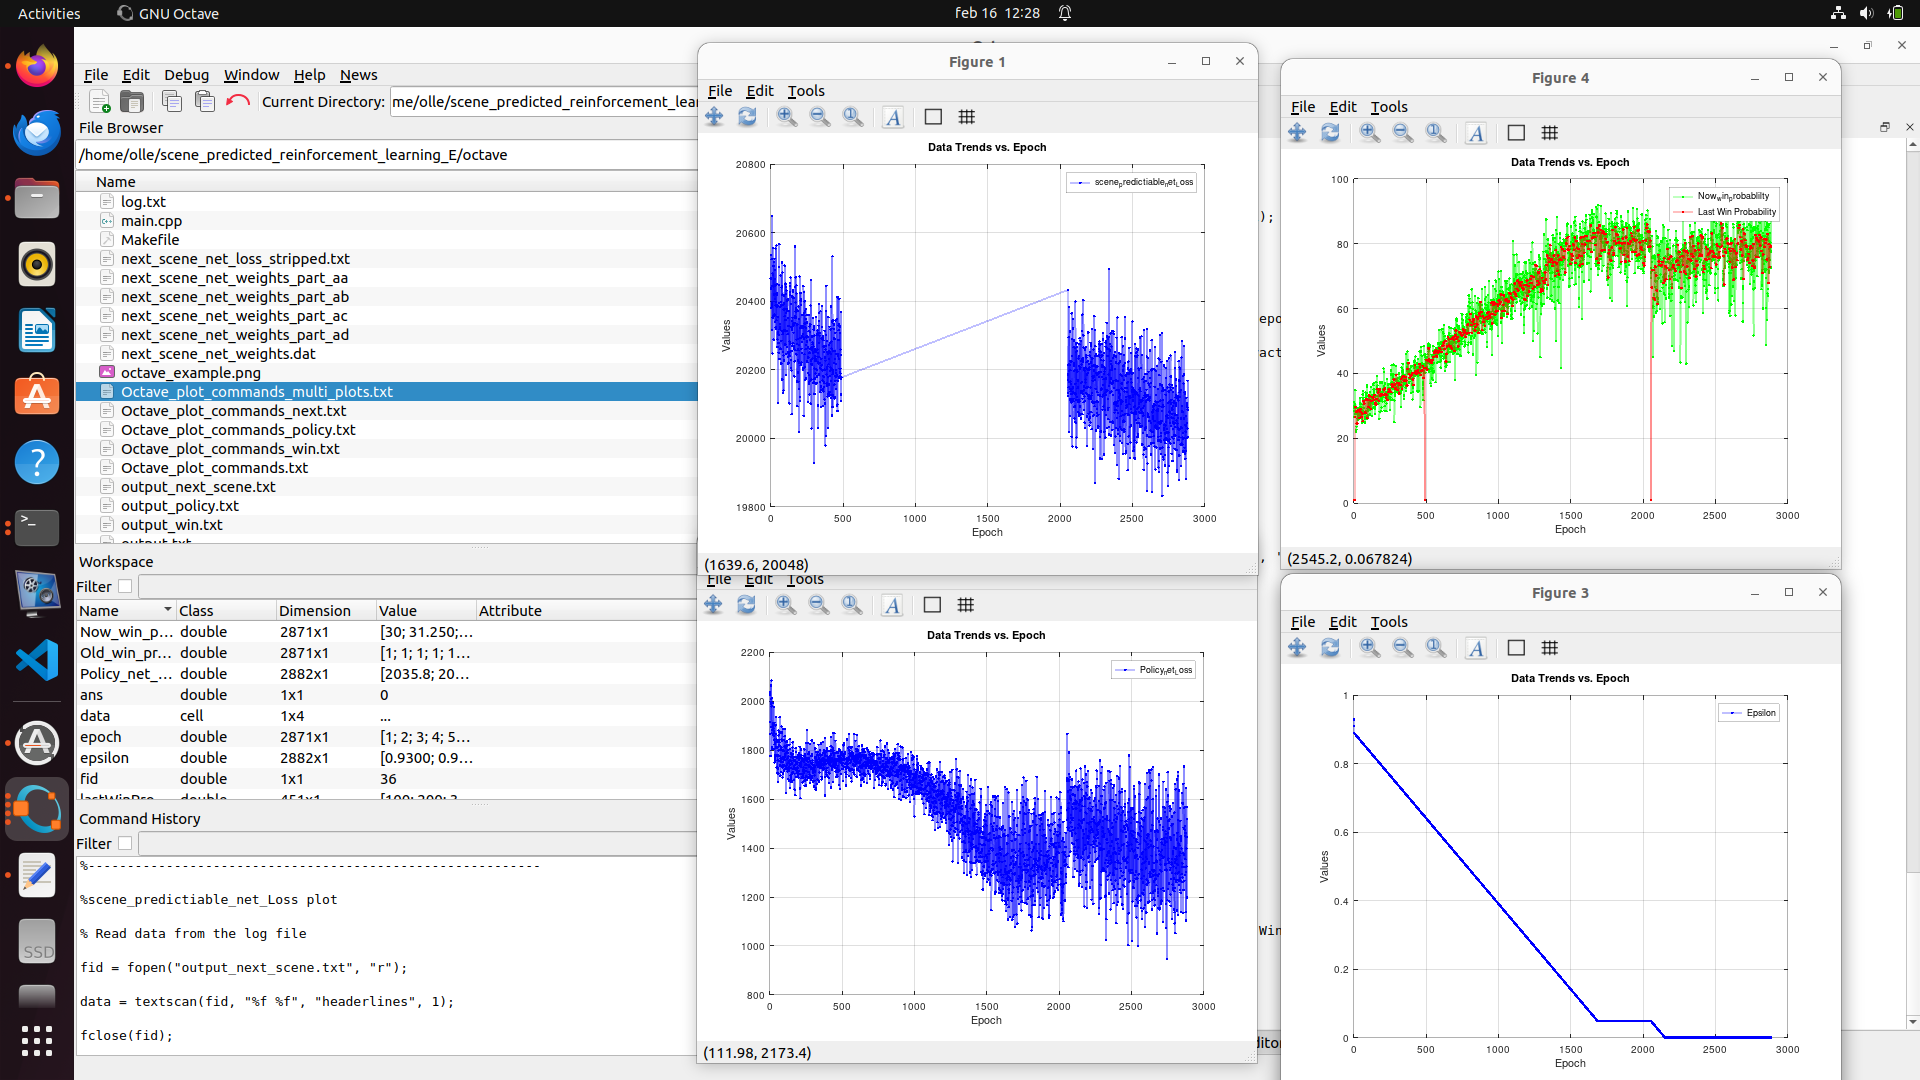 Activities
GNU Octave
feb 16 12:28
File Edit Debug Window Help News
Current Directory: me/olle/scene_predicted_reinforcement_lea
File Browser
/home/olle/scene_predicted_reinforcement_learning_E/octave
Name
log.txt
main.cpp
Makefile
next_scene_net_loss_stripped.txt
next_scene_net_weights_part_aa
next_scene_net_weights_part_ab
next_scene_net_weights_part_ac
next_scene_net_weights_part_ad
next_scene_net_weights.dat
octave_example.png
Octave_plot_commands_multi_plots.txt
Octave_plot_commands_next.txt
Octave_plot_commands_policy.txt
Octave_plot_commands_win.txt
Octave_plot_commands.txt
output_next_scene.txt
output_policy.txt
output_win.txt
output.txt
Workspace
Filter
Name Class Dimension Value Attribute
Now_win_p... double 2871x1 [30; 31.250;...
Old_win_pr... double 2871x1 [1; 1; 1; 1; 1...
Policy_net_... double 2882x1 [2035.8; 20...
ans double 1x1 0
data cell 1x4 ...
epoch double 2871x1 [1; 2; 3; 4; 5...
epsilon double 2882x1 [0.9300; 0.9...
fid double 1x1 36
lastWinPro... double 451x1 [100; 200; 3...
Command History
Filter
%-----------------------------------------------------------
%scene_predictiable_net_Loss plot
% Read data from the log file
fid = fopen("output_next_scene.txt", "r");
data = textscan(fid, "%f %f", "headerlines", 1);
fclose(fid);
SSD
Figure 1
File Edit Tools
Data Trends vs. Epoch
scene_predictiable_net_Loss
Values
20800
20600
20400
20200
20000
19800
0 500 1000 1500 2000 2500 3000
Epoch
(1639.6, 20048)
File Edit Tools
Data Trends vs. Epoch
Policy_net_Loss
Values
2200
2000
1800
1600
1400
1200
1000
800
0 500 1000 1500 2000 2500 3000
Epoch
(111.98, 2173.4)
);
epo
act
, '
Win
ditor
Figure 4
File Edit Tools
Data Trends vs. Epoch
Now_win_probablilty
Last Win Probability
Values
100
80
60
40
20
0
0 500 1000 1500 2000 2500 3000
Epoch
(2545.2, 0.067824)
Figure 3
File Edit Tools
Data Trends vs. Epoch
Epsilon
Values
1
0.8
0.6
0.4
0.2
0
0 500 1000 1500 2000 2500 3000
Epoch